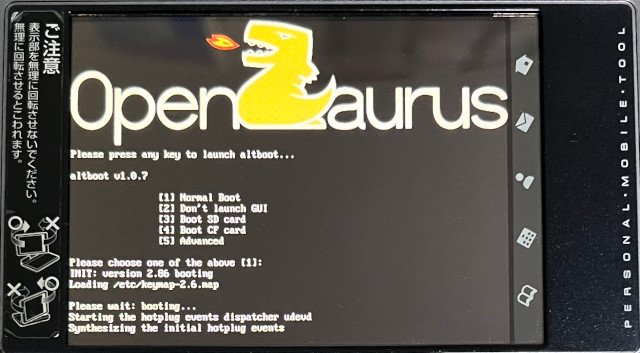 ご注意
表示部を無理に回転させないでください。
無理に回転させるとこわれます。
OpenZaurus
Please press any key to launch altboot...
altboot v1.0.7
[1] Normal Boot
[2] Don't launch GUI
[3] Boot SD card
[4] Boot CF card
[5] Advanced
Please choose one of the above [1]:
INIT: version 2.86 booting
Loading /etc/keymap-2.6.map
Please wait: booting...
Starting the hotplug events dispatcher udevd
Synthesizing the initial hotplug events
PERSONAL·MOBILE·TOOL